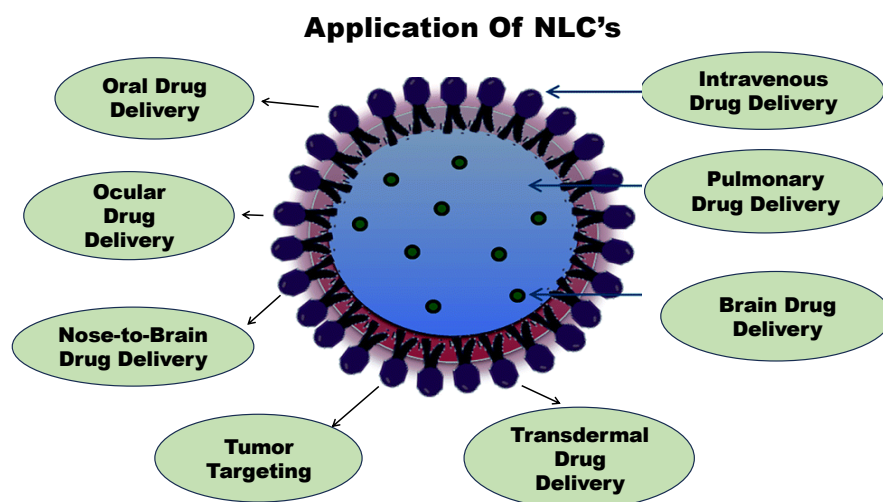 Application Of NLC's
Oral Drug
Delivery
Intravenous
Drug Delivery
Ocular
Drug
Delivery
Pulmonary
Drug Delivery
Nose-to-Brain
Drug Delivery
Brain Drug
Delivery
Tumor
Targeting
Transdermal
Drug
Delivery